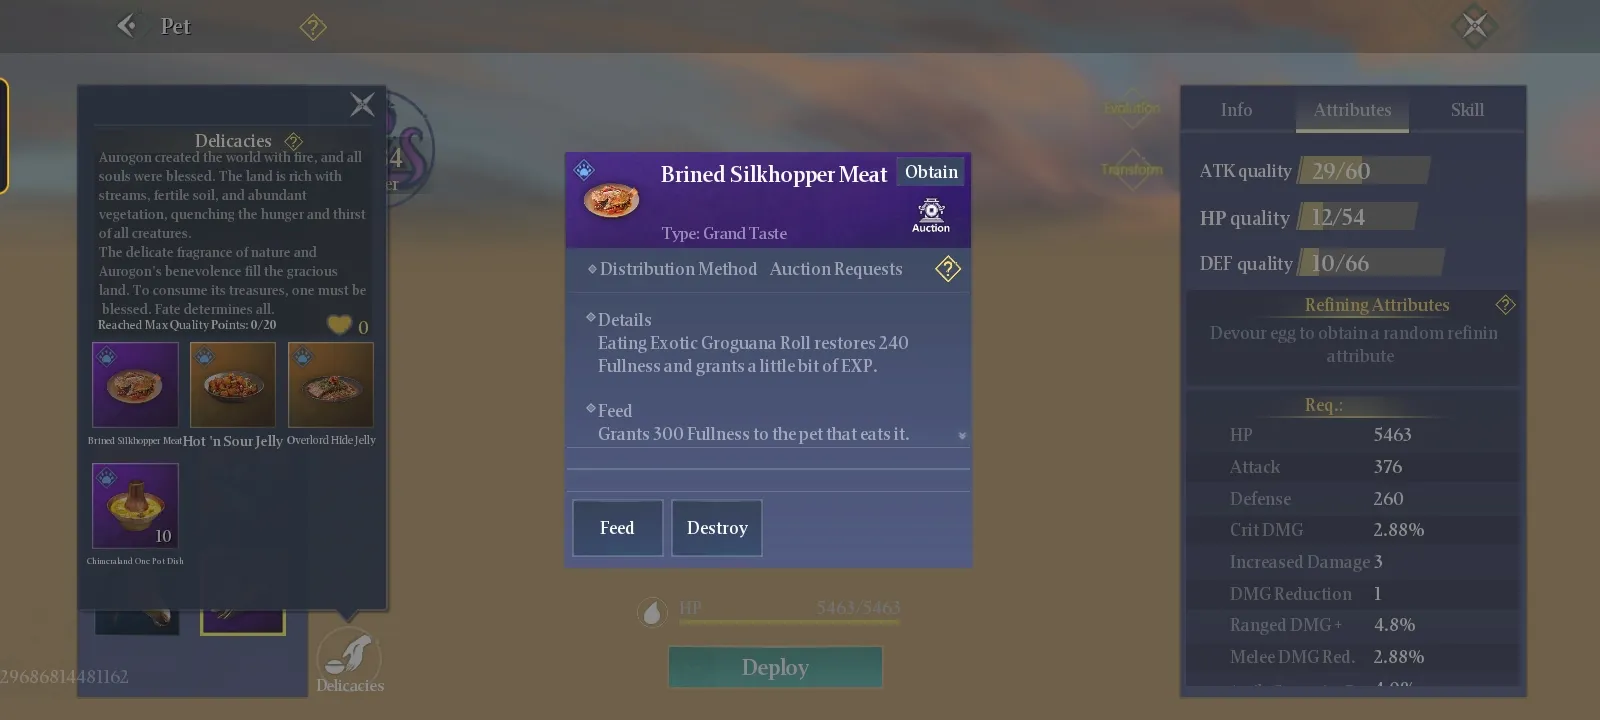 Pet
?
Delicacies
?
Aurogon created the world with fire, and all
souls were blessed. The land is rich with
streams, fertile soil, and abundant
vegetation, quenching the hunger and thirst
of all creatures.
The delicate fragrance of nature and
Aurogon's benevolence fill the gracious
land. To consume its treasures, one must be
blessed. Fate determines all.
Reached Max Quality Points: 0/20
0
Brined Silkhopper Meat
Hot 'n Sour Jelly
Overlord Hide Jelly
10
Chimeraland One Pot Dish
29686814481162
Delicacies
Brined Silkhopper Meat
Obtain
Type: Grand Taste
Auction
Distribution Method
Auction Requests
?
Details
Eating Exotic Groguana Roll restores 240
Fullness and grants a little bit of EXP.
Feed
Grants 300 Fullness to the pet that eats it.
Feed
Destroy
HP
5463/5463
Deploy
Evolution
Transform
Info
Attributes
Skill
ATK quality
29/60
HP quality
12/54
DEF quality
10/66
Refining Attributes
?
Devour egg to obtain a random refinin
attribute
Req.:
HP 5463
Attack 376
Defense 260
Crit DMG 2.88%
Increased Damage 3
DMG Reduction 1
Ranged DMG+ 4.8%
Melee DMG Red. 2.88%